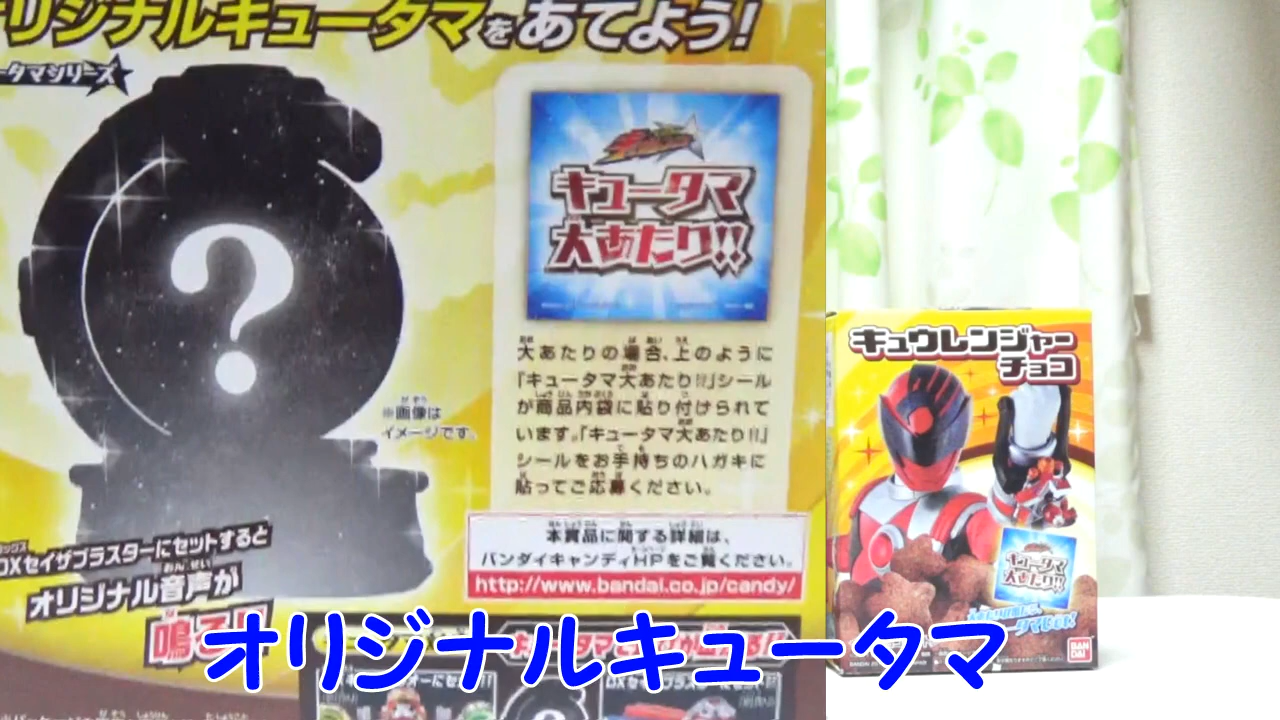 オリジナルキュータマをあてよう!
ータマシリーズ
キュータマ
大あたり!!
大あたりの場合、上のように
「キュータマ大あたり!!」シール
が商品内袋に貼り付けられて
います。「キュータマ大あたり!!」
シールをお手持ちのハガキに
貼ってご応募ください。
※画像は
イメージです。
本賞品に関する詳細は、
バンダイキャンディHPをご覧ください。
http://www.bandai.co.jp/candy/
DXセイザブラスターにセットすると
オリジナル音声が
鳴る
オリジナルキュータマ
キュウレンジャー
チョコ
キュータマ
大あたり!!
BAN
DAI